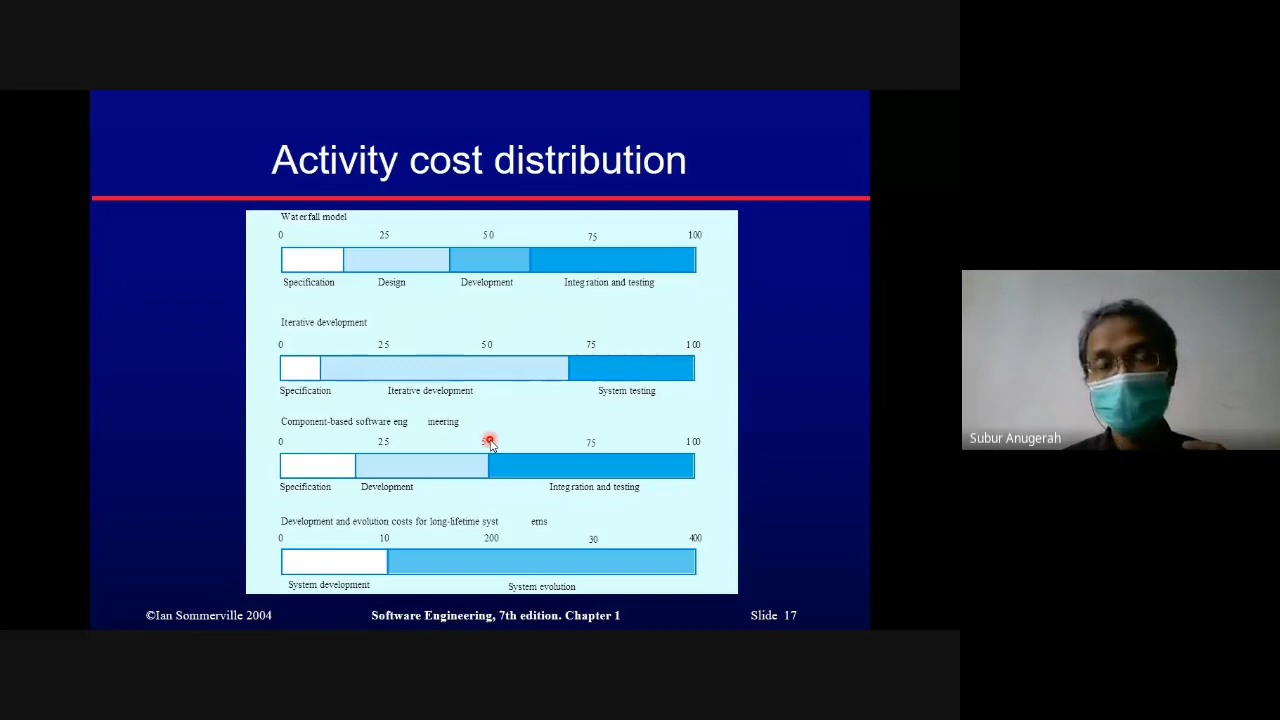 Activity cost distribution
Waterfall model
0 25 50 75 100
Specification Design Development Integration and testing
Iterative development
0 25 50 75 100
Specification Iterative development System testing
Component-based software eng ineering
0 25 75 100
Specification Development Integration and testing
Development and evolution costs for long-lifetime syst ems
0 10 200 30 400
System development System evolution
©Ian Sommerville 2004 Software Engineering, 7th edition. Chapter 1 Slide 17
Subur Anugerah